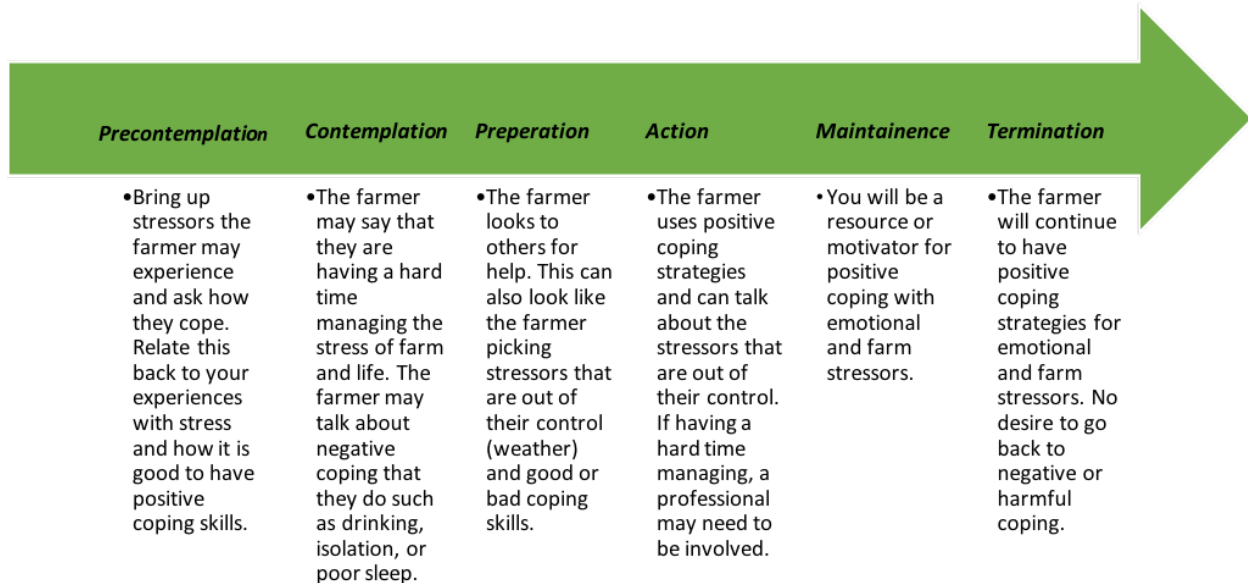 Precontemplation
Contemplation
Preperation
Action
Maintainence
Termination
•Bring up
stressors the
farmer may
experience
and ask how
they cope.
Relate this
back to your
experiences
with stress
and how it is
good to have
positive
coping skills.
•The farmer
may say that
they are
having a hard
time
managing the
stress of farm
and life. The
farmer may
talk about
negative
coping that
they do such
as drinking,
isolation, or
poor sleep.
•The farmer
looks to
others for
help. This can
also look like
the farmer
picking
stressors that
are out of
their control
(weather)
and good or
bad coping
skills.
•The farmer
uses positive
coping
strategies
and can talk
about the
stressors that
are out of
their control.
If having a
hard time
managing, a
professional
may need to
be involved.
•You will be a
resource or
motivator for
positive
coping with
emotional
and farm
stressors.
•The farmer
will continue
to have
positive
coping
strategies for
emotional
and farm
stressors. No
desire to go
back to
negative or
harmful
coping.